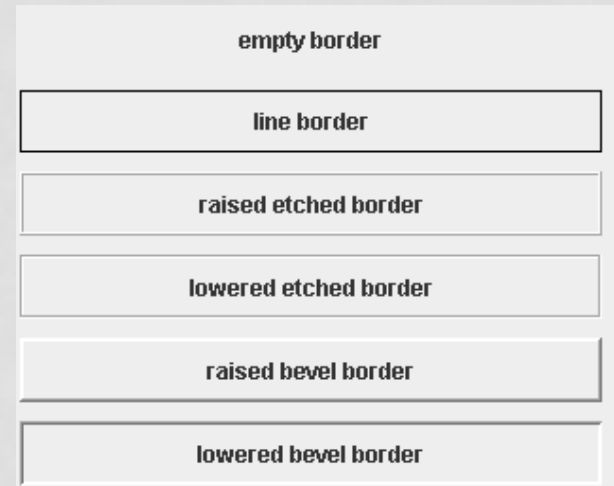 empty border
line border
raised etched border
lowered etched border
raised bevel border
lowered bevel border